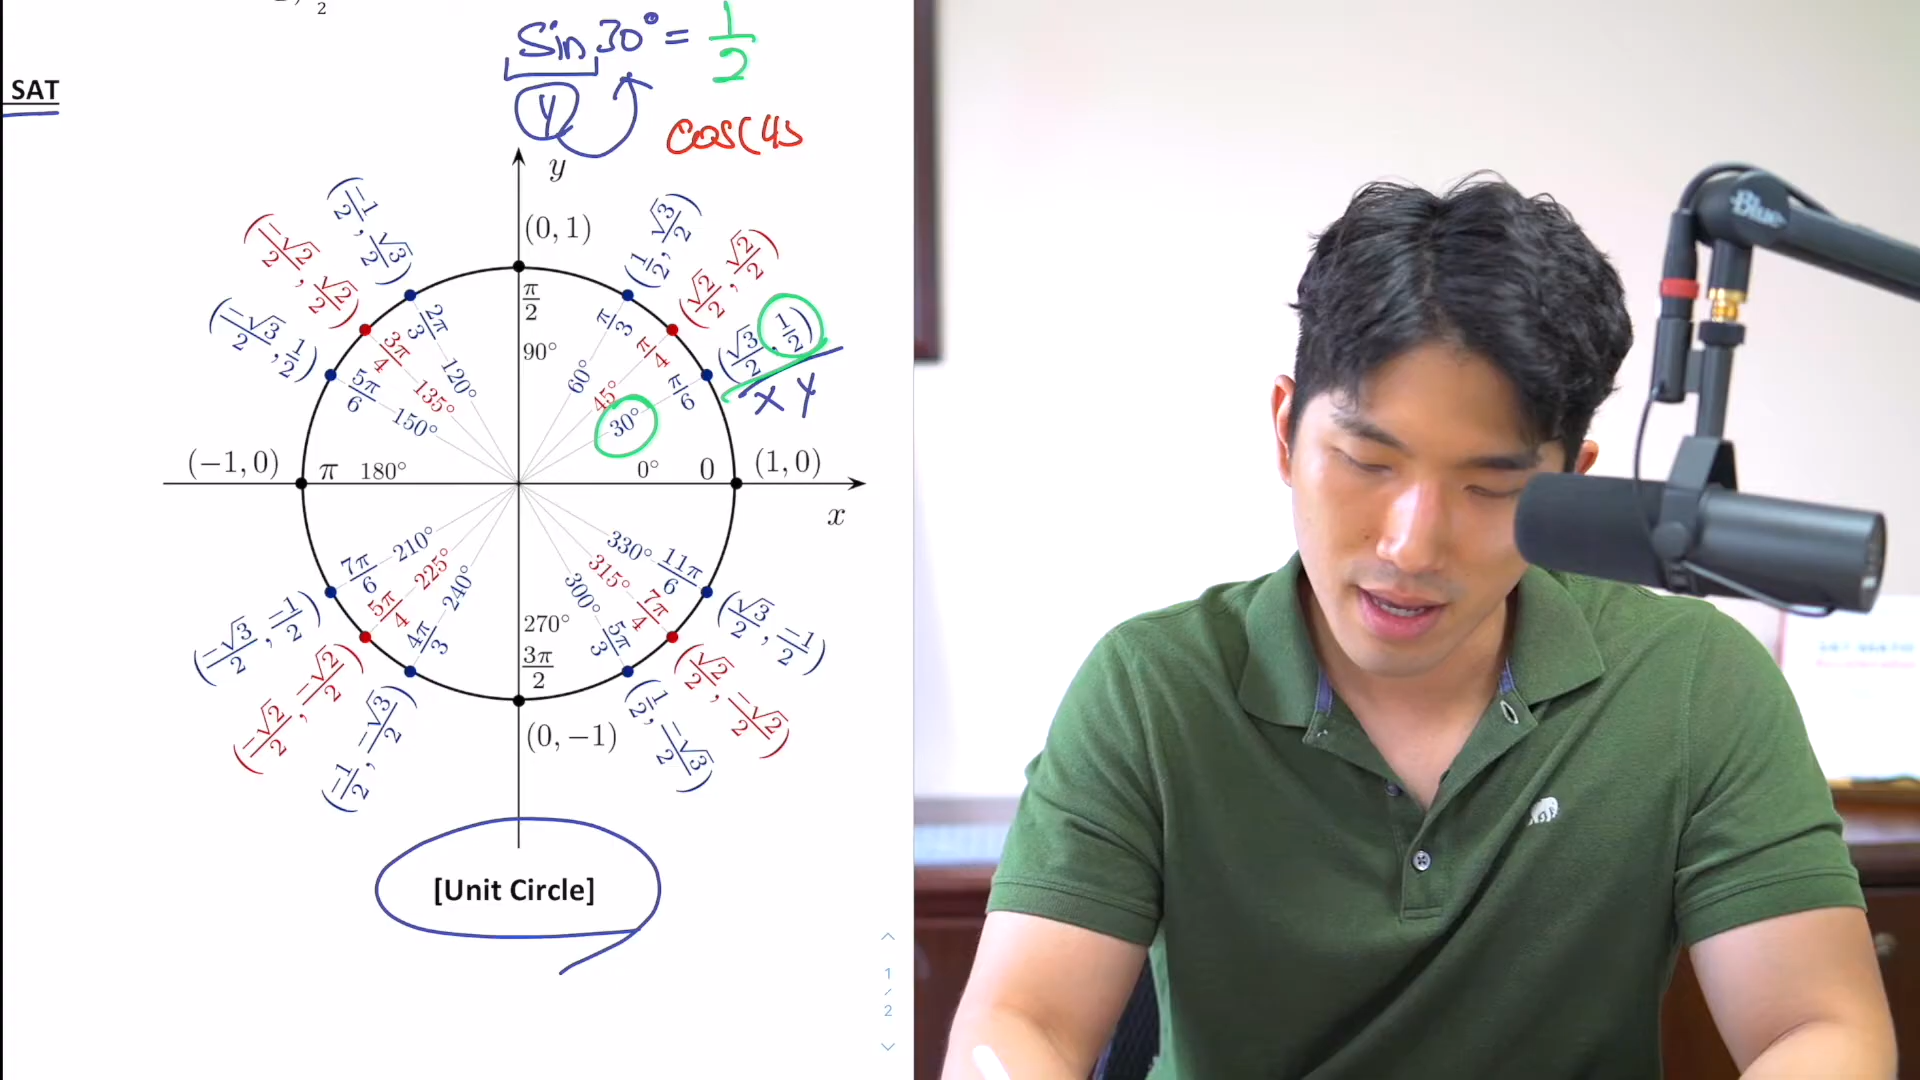 2
Sin 30° = 1/2
SAT
y
cos(45
y
(0, 1)
(-1/2, √3/2)
(1/2, √3/2)
(-√2/2, √2/2)
(√2/2, √2/2)
(-√3/2, 1/2)
(√3/2, 1/2)
x y
π/2
90°
2π/3
120°
π/3
60°
3π/4
135°
π/4
45°
5π/6
150°
π/6
30°
(−1, 0)
π
180°
0°
0
(1, 0)
x
7π/6
210°
330°
11π/6
5π/4
225°
315°
7π/4
4π/3
240°
300°
5π/3
270°
3π/2
(-√3/2, -1/2)
(√3/2, -1/2)
(-√2/2, -√2/2)
(√2/2, -√2/2)
(-1/2, -√3/2)
(1/2, -√3/2)
(0, −1)
[Unit Circle]
1
/
2
Blue